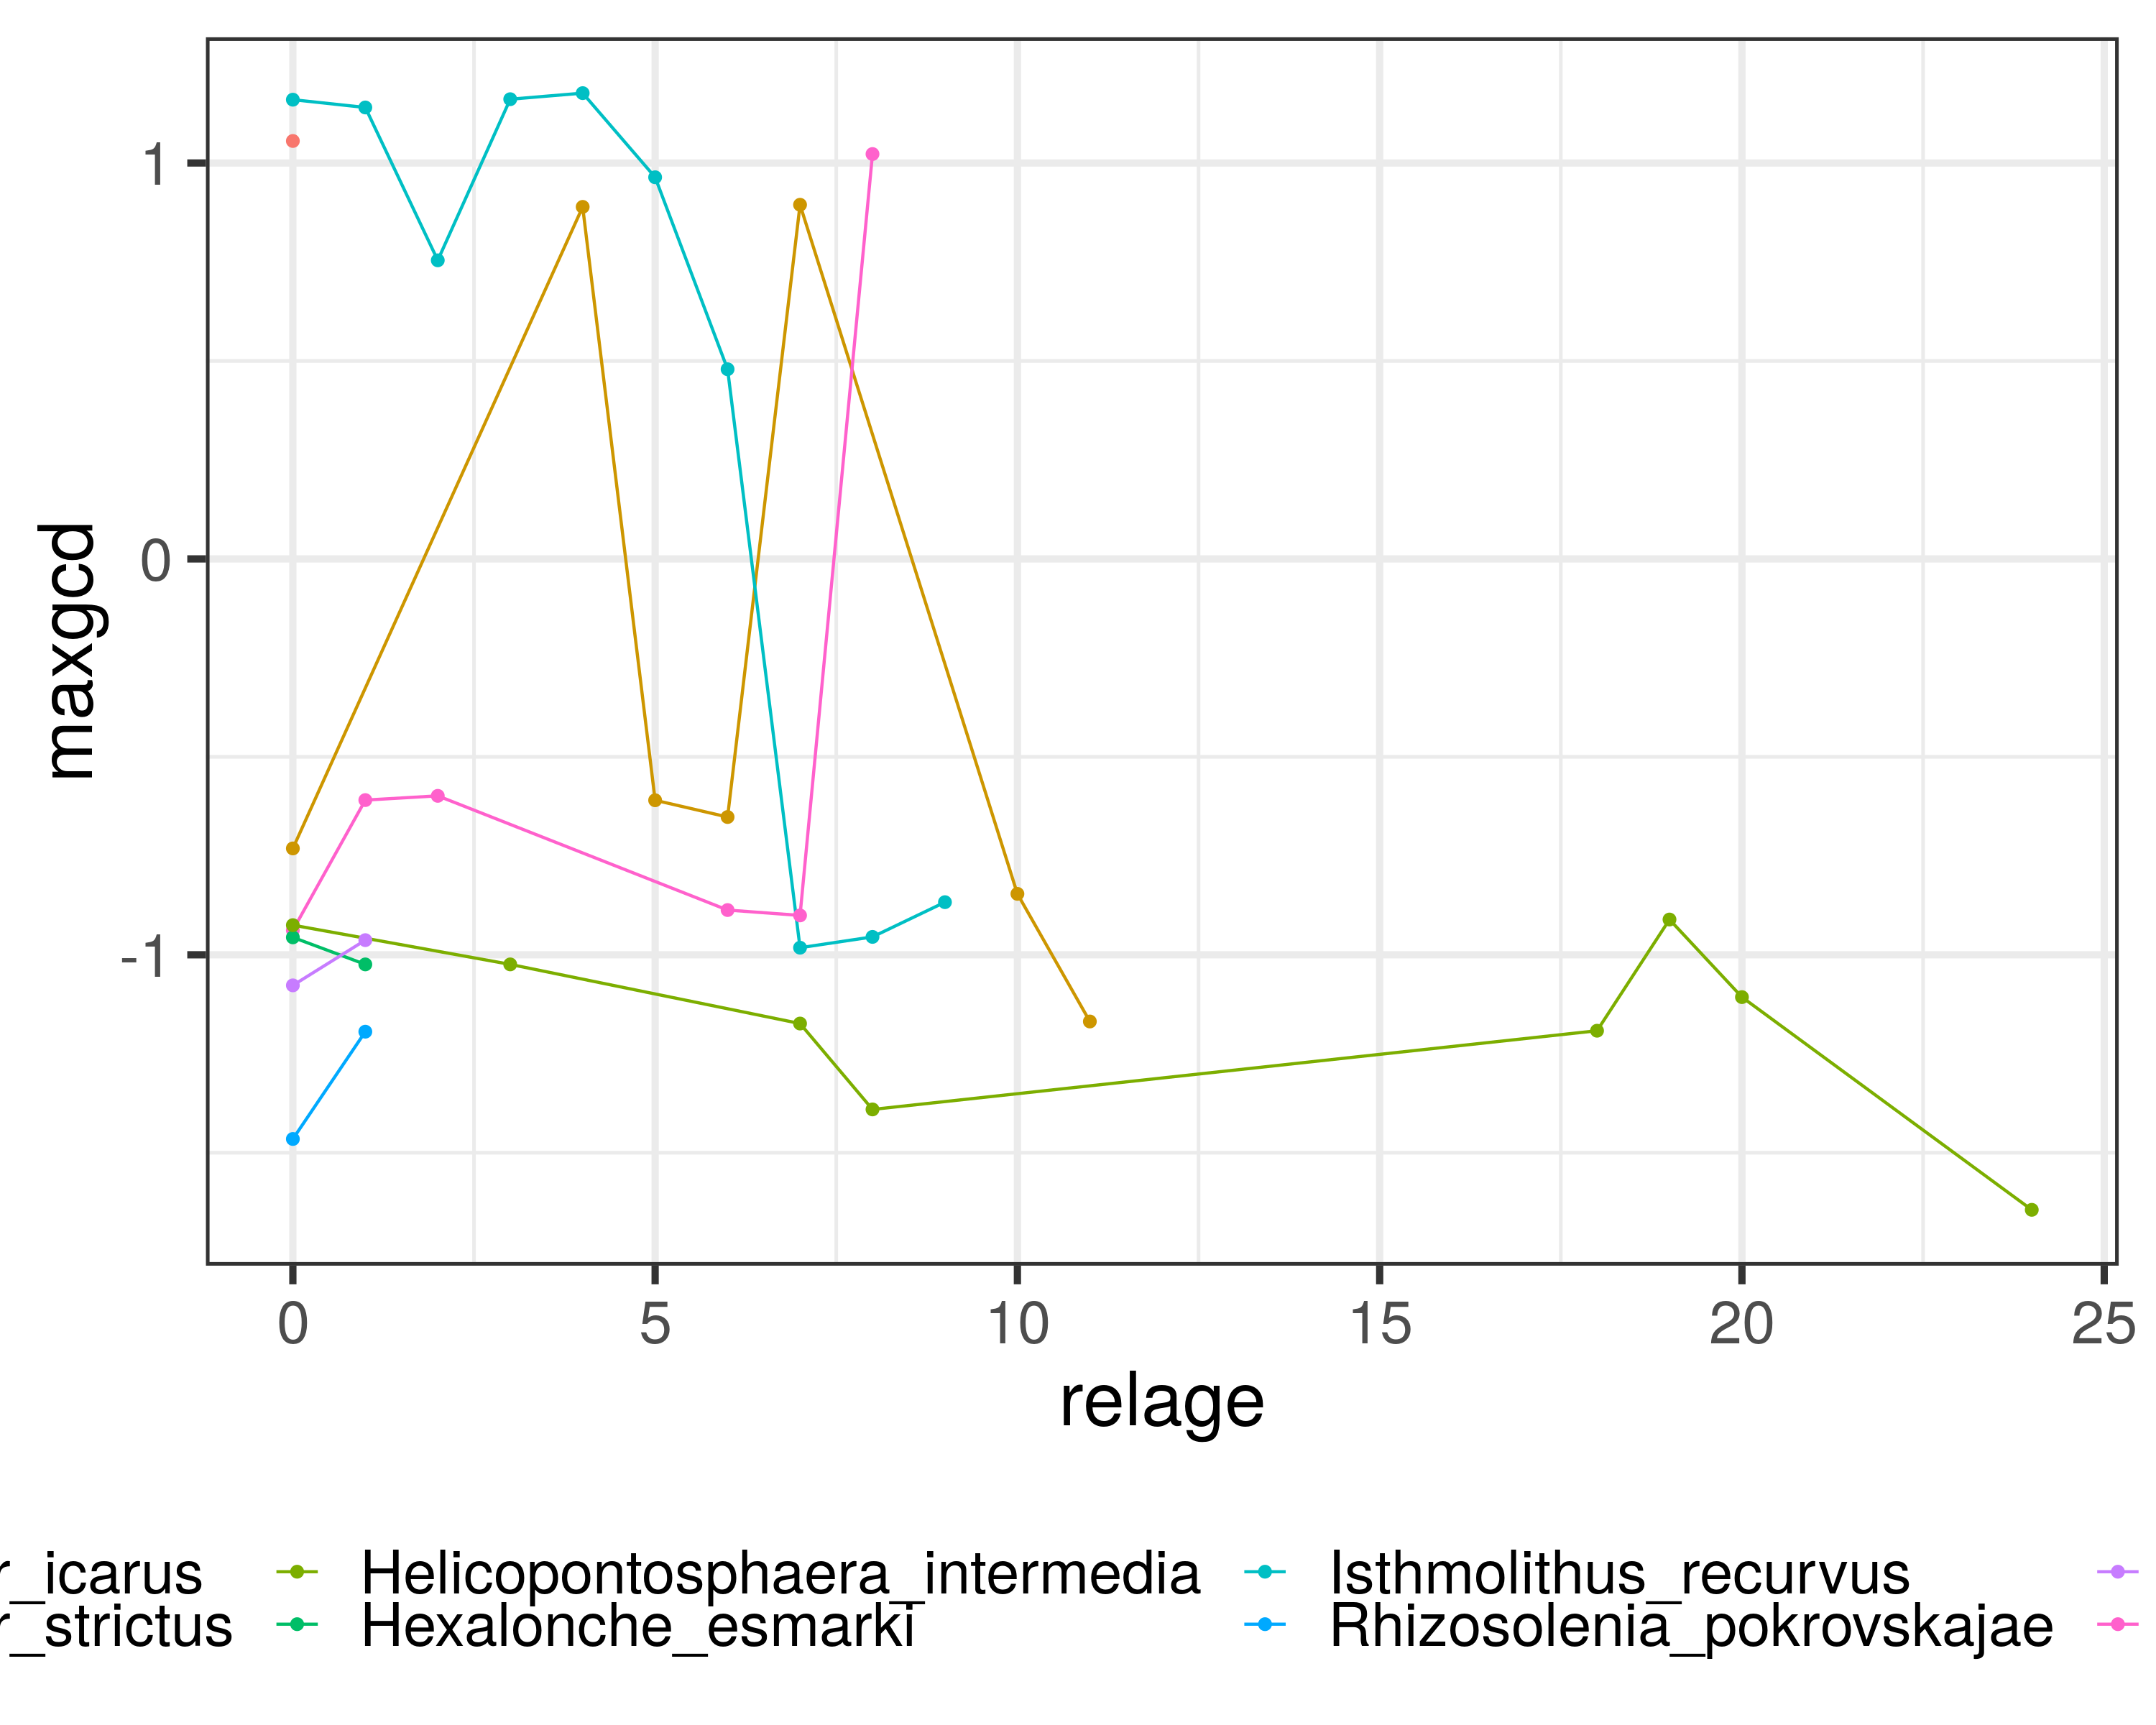 1
0
-1
maxgcd
0 5 10 15 20 25
relage
r_icarus Helicopontosphaera_intermedia Isthmolithus_recurvus
r_strictus Hexalonche_esmarki Rhizosolenia_pokrovskajae